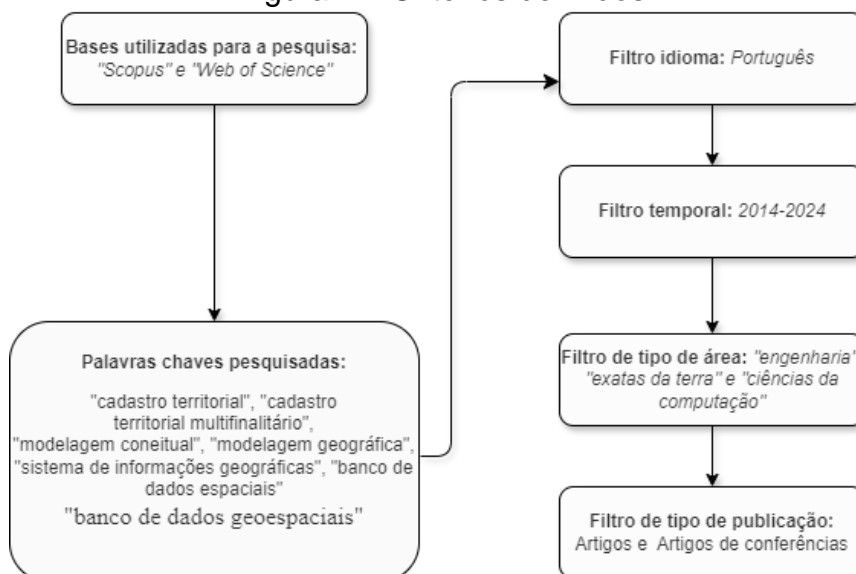 Bases utilizadas para a pesquisa:
"Scopus" e "Web of Science"
Palavras chaves pesquisadas:
"cadastro territorial", "cadastro
territorial multifinalitário",
"modelagem coneitual", "modelagem geográfica",
"sistema de informações geográficas", "banco de
dados espaciais"
"banco de dados geoespaciais"
Filtro idioma: Português
Filtro temporal: 2014-2024
Filtro de tipo de área: "engenharia"
"exatas da terra" e "ciências da
computação"
Filtro de tipo de publicação:
Artigos e Artigos de conferências